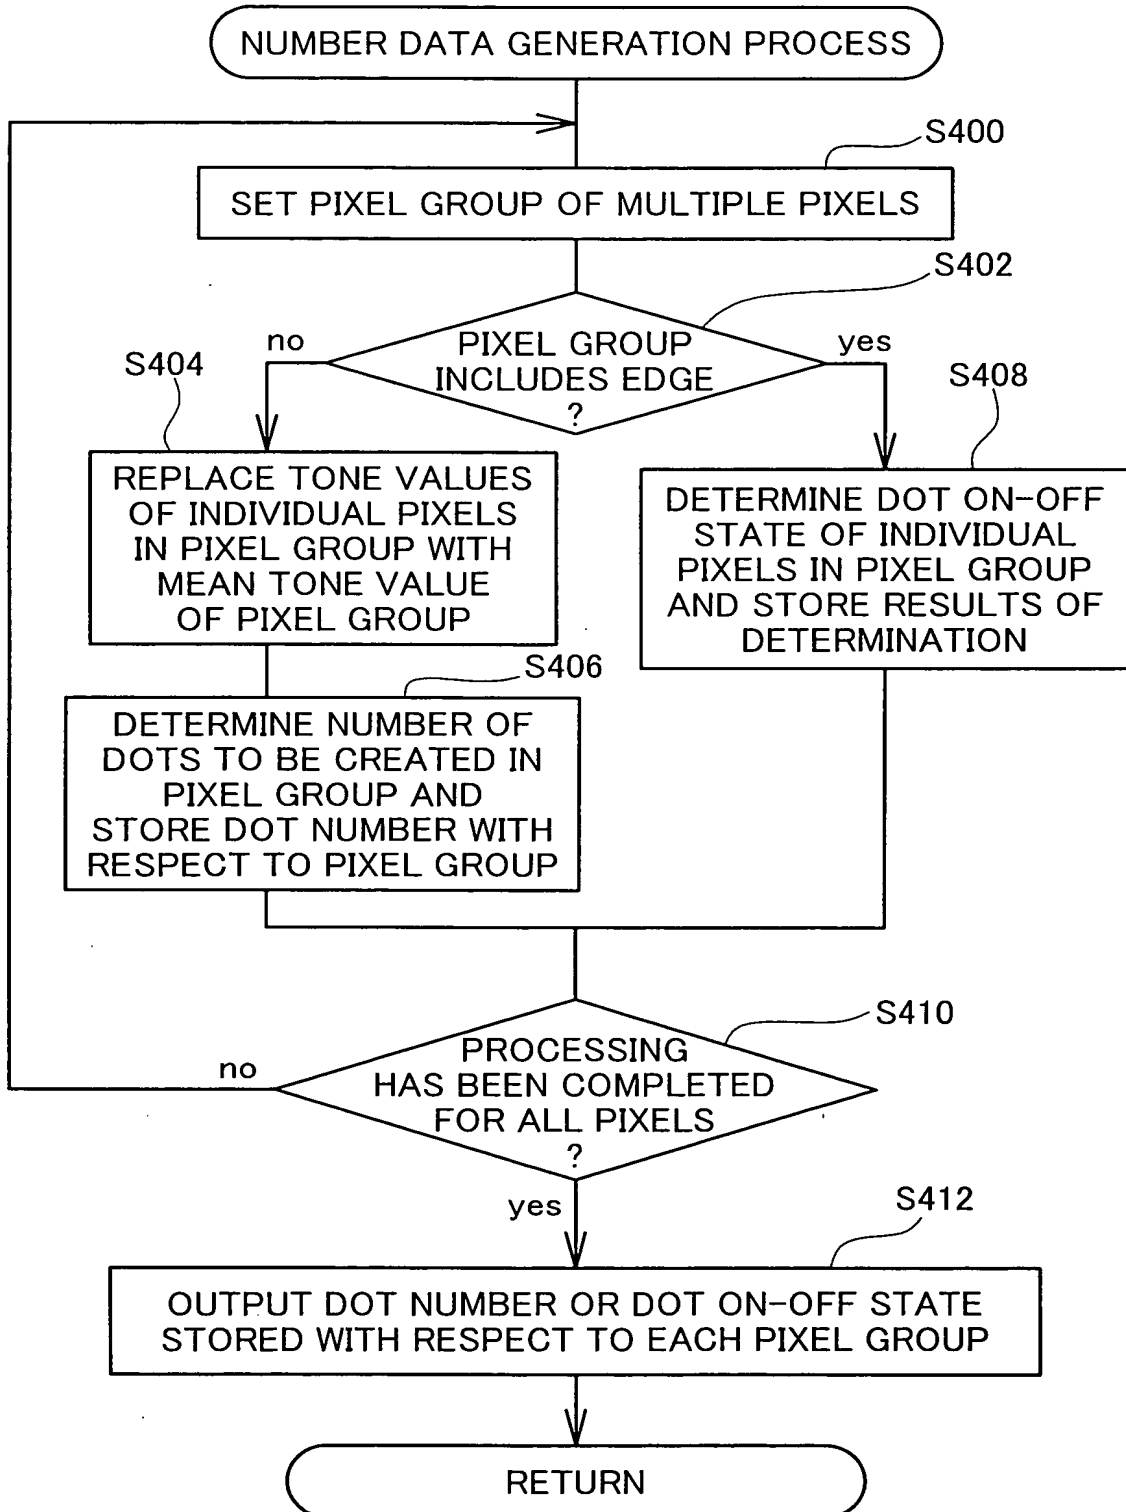 NUMBER DATA GENERATION PROCESS
S400
SET PIXEL GROUP OF MULTIPLE PIXELS
S402
PIXEL GROUP
INCLUDES EDGE
?
no
yes
S404
REPLACE TONE VALUES
OF INDIVIDUAL PIXELS
IN PIXEL GROUP WITH
MEAN TONE VALUE
OF PIXEL GROUP
S408
DETERMINE DOT ON-OFF
STATE OF INDIVIDUAL
PIXELS IN PIXEL GROUP
AND STORE RESULTS OF
DETERMINATION
S406
DETERMINE NUMBER OF
DOTS TO BE CREATED IN
PIXEL GROUP AND
STORE DOT NUMBER WITH
RESPECT TO PIXEL GROUP
S410
PROCESSING
HAS BEEN COMPLETED
FOR ALL PIXELS
?
no
yes
S412
OUTPUT DOT NUMBER OR DOT ON-OFF STATE
STORED WITH RESPECT TO EACH PIXEL GROUP
RETURN